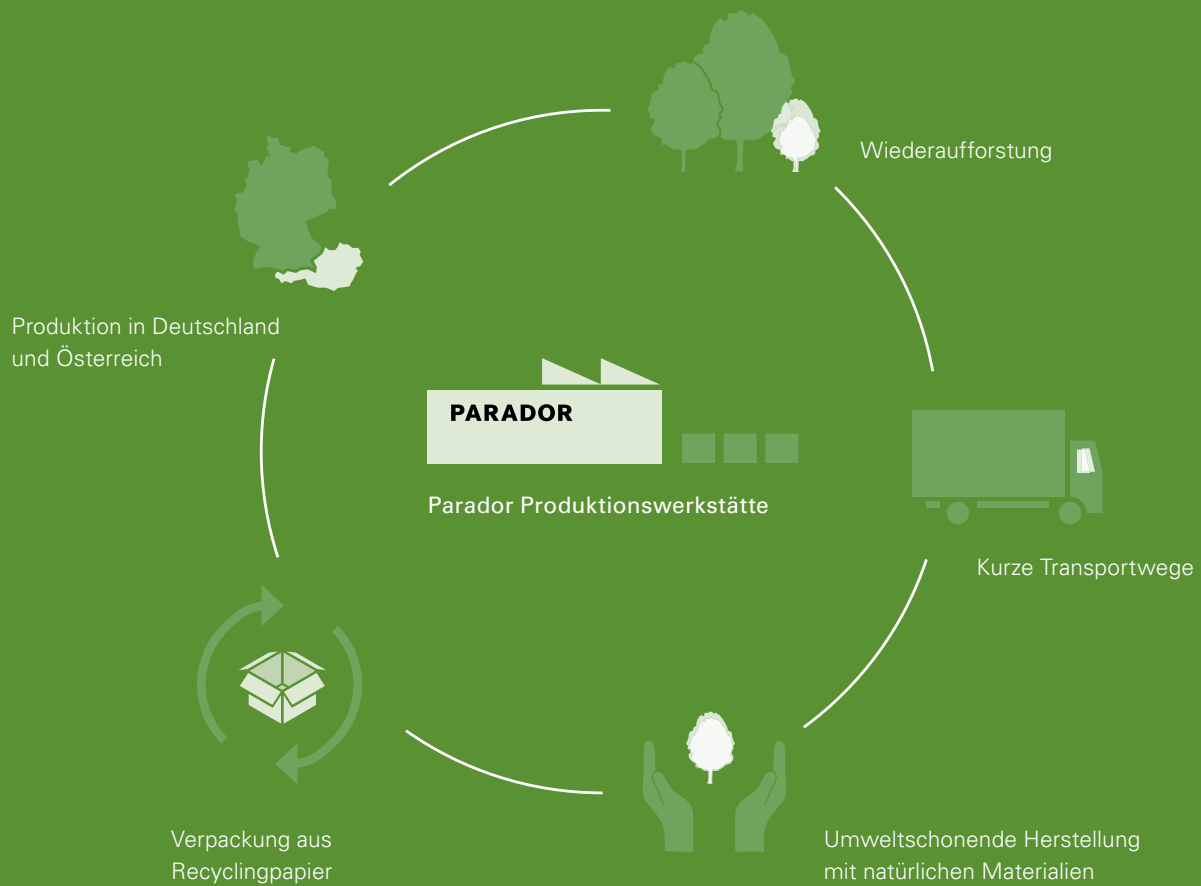 Wiederaufforstung
Produktion in Deutschland
und Österreich
PARADOR
Parador Produktionswerkstätte
Kurze Transportwege
Verpackung aus
Recyclingpapier
Umweltschonende Herstellung
mit natürlichen Materialien